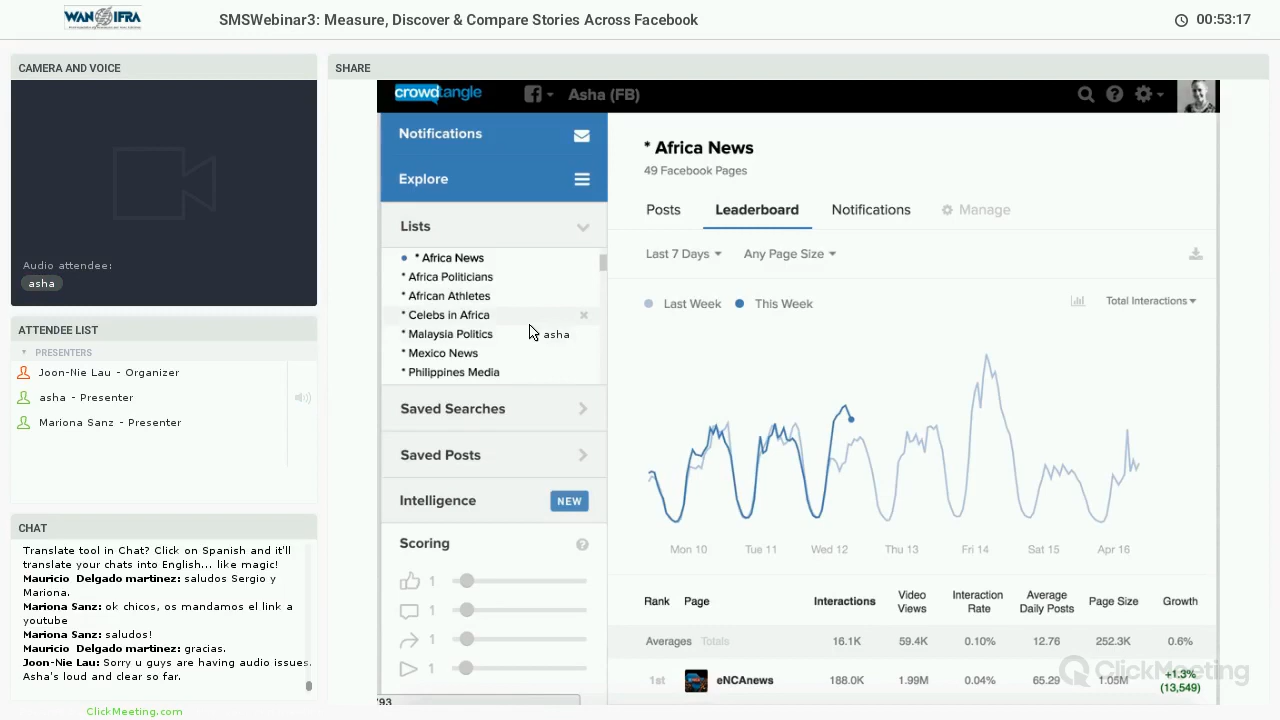 WAN IFRA
SMSWebinar3: Measure, Discover & Compare Stories Across Facebook
00:53:17
CAMERA AND VOICE
Audio attendee:
asha
ATTENDEE LIST
PRESENTERS
Joon-Nie Lau - Organizer
asha - Presenter
Mariona Sanz - Presenter
CHAT
Translate tool in Chat? Click on Spanish and it'll
translate your chats into English... like magic!
Mauricio Delgado martinez: saludos Sergio y
Mariona.
Mariona Sanz: ok chicos, os mandamos el link a
youtube
Mariona Sanz: saludos!
Mauricio Delgado martinez: gracias.
Joon-Nie Lau: Sorry u guys are having audio issues.
Asha's loud and clear so far.
ClickMeeting.com
SHARE
crowdtangle
Asha (FB)
Notifications
Explore
Lists
* Africa News
* Africa Politicians
* African Athletes
* Celebs in Africa
* Malaysia Politics
* Mexico News
* Philippines Media
asha
Saved Searches
Saved Posts
Intelligence NEW
Scoring
1
1
1
1
'93
* Africa News
49 Facebook Pages
Posts Leaderboard Notifications Manage
Last 7 Days Any Page Size
Last Week This Week Total Interactions
Mon 10 Tue 11 Wed 12 Thu 13 Fri 14 Sat 15 Apr 16
Rank Page Interactions Video Views Interaction Rate Average Daily Posts Page Size Growth
Averages Totals 16.1K 59.4K 0.10% 12.76 252.3K 0.6%
1st eNCAnews 188.0K 1.99M 0.04% 65.29 1.05M +1.3%
(13,549)
ClickMeeting